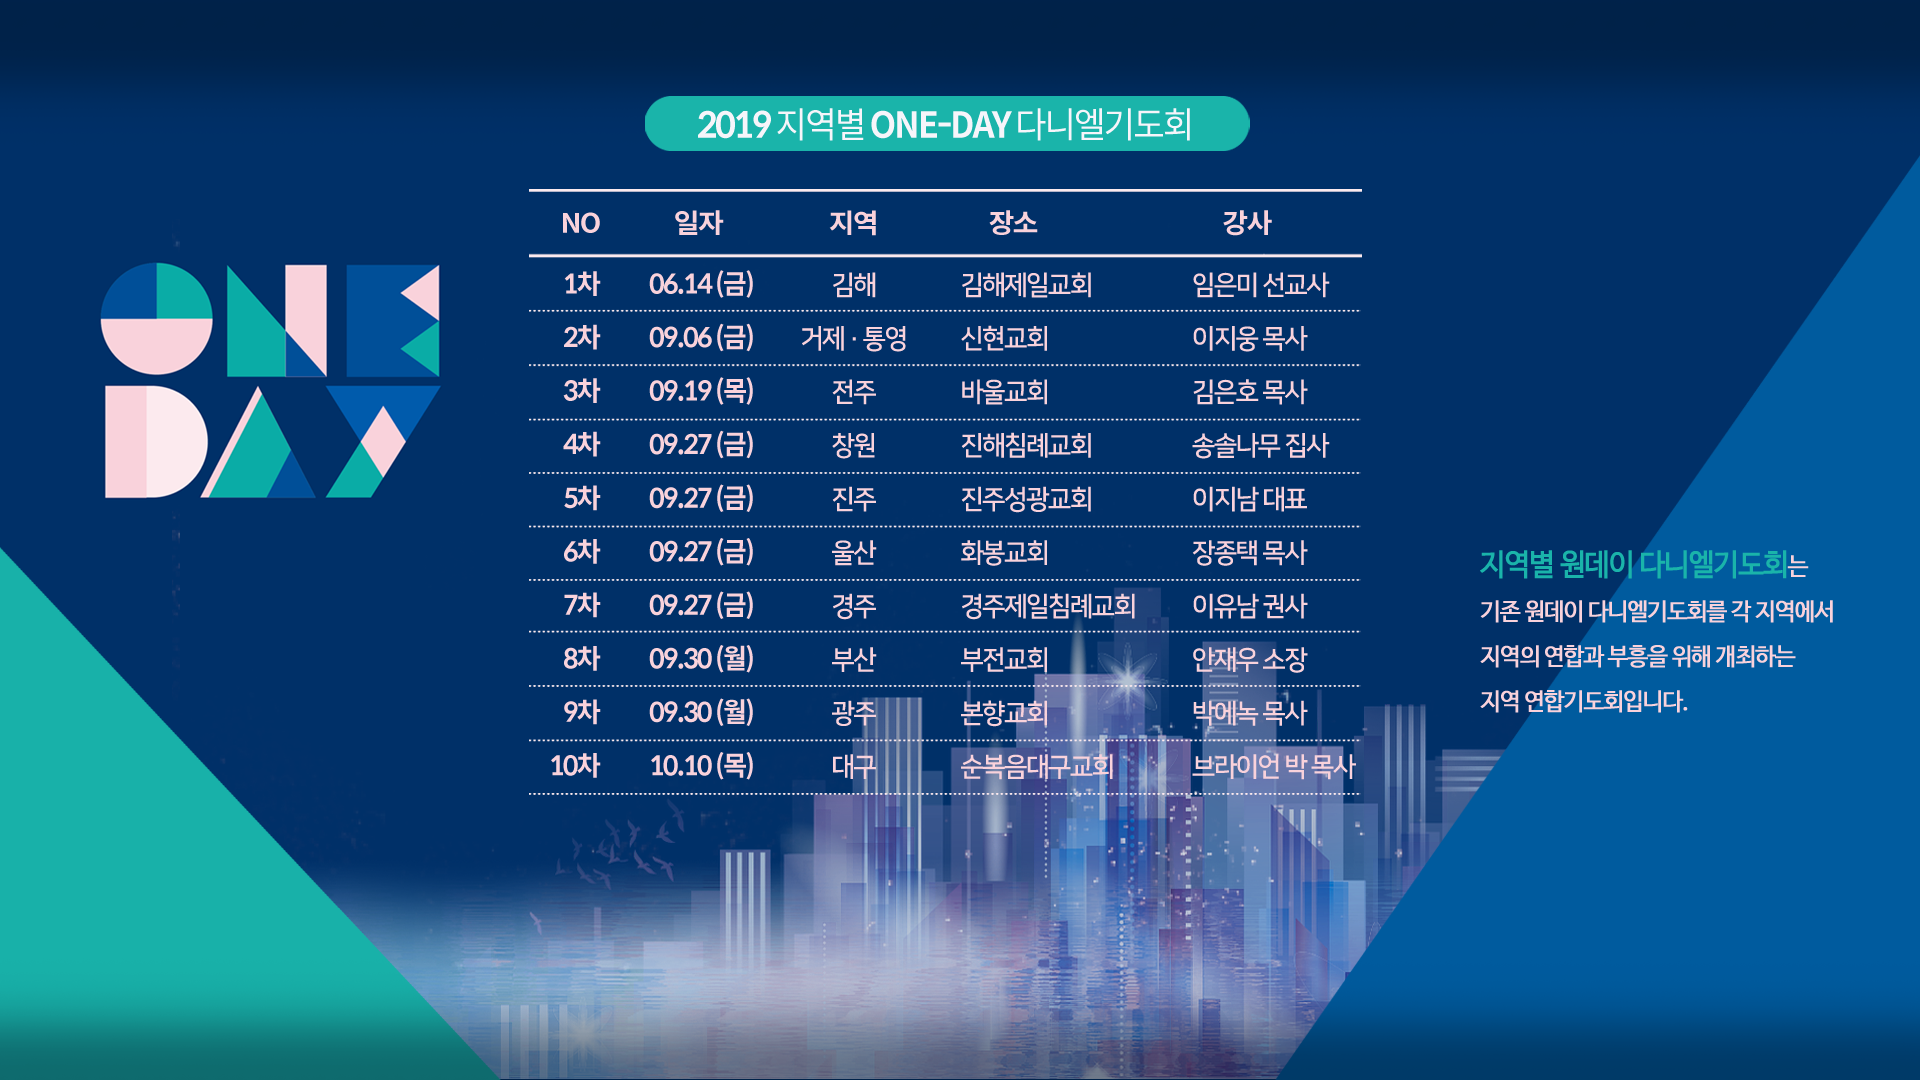 2019 지역별 ONE-DAY 다니엘기도회
ONE
DAY
NO 일자 지역 장소 강사
1차 06.14 (금) 김해 김해제일교회 임은미 선교사
2차 09.06 (금) 거제 · 통영 신현교회 이지웅 목사
3차 09.19 (목) 전주 바울교회 김은호 목사
4차 09.27 (금) 창원 진해침례교회 송솔나무 집사
5차 09.27 (금) 진주 진주성광교회 이지남 대표
6차 09.27 (금) 울산 화봉교회 장종택 목사
7차 09.27 (금) 경주 경주제일침례교회 이유남 권사
8차 09.30 (월) 부산 부전교회 안재우 소장
9차 09.30 (월) 광주 본향교회 박에녹 목사
10차 10.10 (목) 대구 순복음대구교회 브라이언 박 목사
지역별 원데이 다니엘기도회는
기존 원데이 다니엘기도회를 각 지역에서
지역의 연합과 부흥을 위해 개최하는
지역 연합기도회입니다.